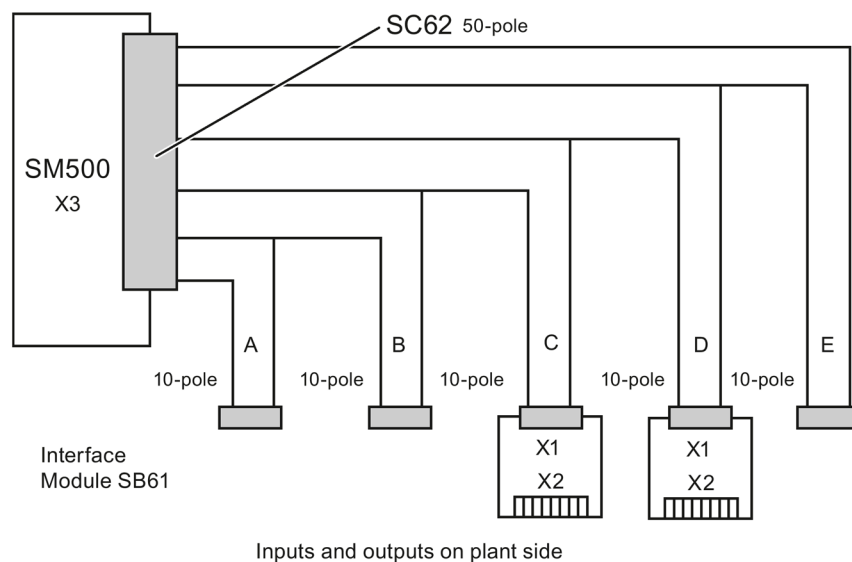 SC62 50-pole
SM500
X3
A
B
C
D
E
10-pole
10-pole
10-pole
10-pole
10-pole
X1
X1
X2
X2
Interface
Module SB61
Inputs and outputs on plant side